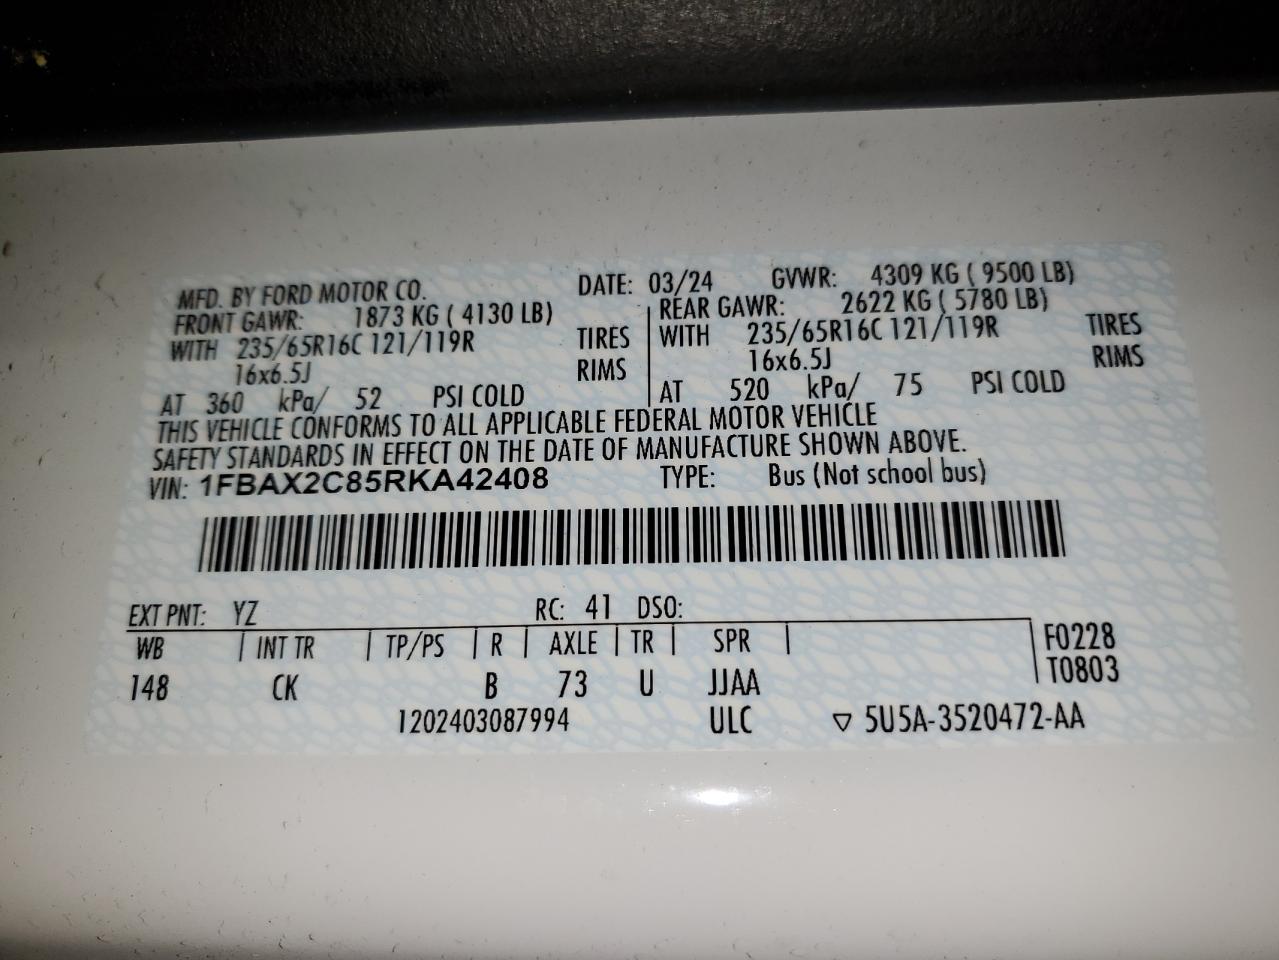 MFD. BY FORD MOTOR CO. DATE: 03/24 GVWR: 4309 KG ( 9500 LB)
FRONT GAWR: 1873 KG ( 4130 LB) REAR GAWR: 2622 KG ( 5780 LB)
WITH 235/65R16C 121/119R TIRES WITH 235/65R16C 121/119R TIRES
16x6.5J RIMS 16x6.5J RIMS
AT 360 kPa/ 52 PSI COLD AT 520 kPa/ 75 PSI COLD
THIS VEHICLE CONFORMS TO ALL APPLICABLE FEDERAL MOTOR VEHICLE
SAFETY STANDARDS IN EFFECT ON THE DATE OF MANUFACTURE SHOWN ABOVE.
VIN: 1FBAX2C85RKA42408 TYPE: Bus (Not school bus)
EXT PNT: YZ RC: 41 DSO:
WB | INT TR | TP/PS | R | AXLE | TR | SPR | F0228
148 CK B 73 U JJAA T0803
1202403087994 ULC ▽ 5U5A-3520472-AA